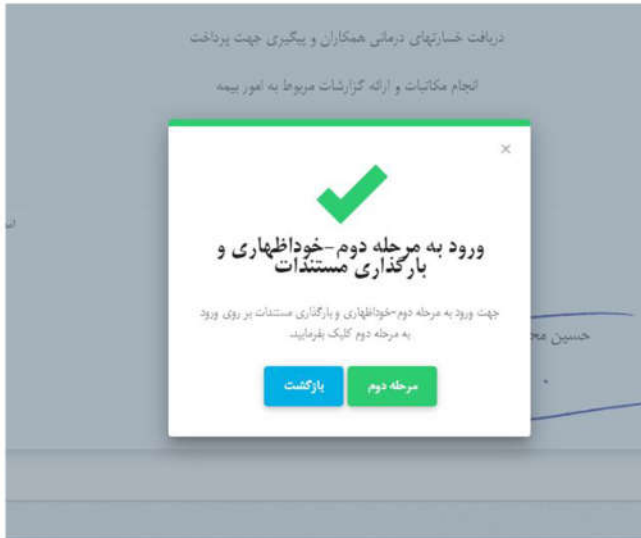 دریافت خسارتهای درمانی همکاران و پیگیری جهت پرداخت
انجام مکاتبات و ارائه گزارشات مربوط به امور بیمه
×
ورود به مرحله دوم-خوداظهاری و
بارگذاری مستندات
جهت ورود به مرحله دوم-خوداظهاری و بارگذاری مستندات بر روی ورود
به مرحله دوم کلیک بفرمایید.
حسین مح
مرحله دوم
بازگشت